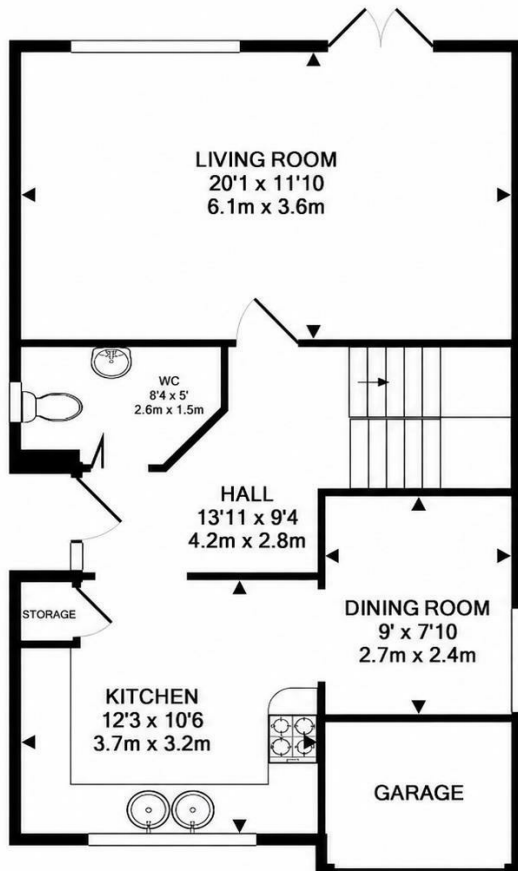 LIVING ROOM
20'1 x 11'10
6.1m x 3.6m
WC
8'4 x 5'
2.6m x 1.5m
HALL
13'11 x 9'4
4.2m x 2.8m
STORAGE
DINING ROOM
9' x 7'10
2.7m x 2.4m
KITCHEN
12'3 x 10'6
3.7m x 3.2m
GARAGE